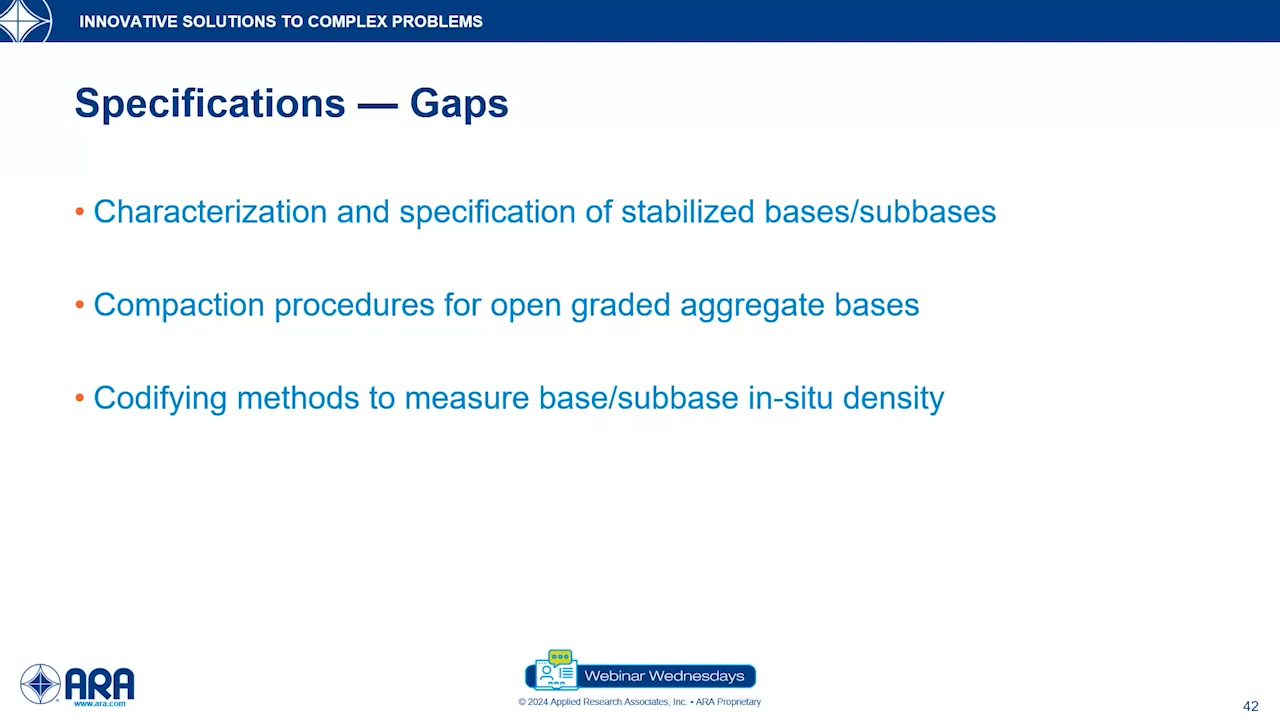 INNOVATIVE SOLUTIONS TO COMPLEX PROBLEMS
Specifications — Gaps
• Characterization and specification of stabilized bases/subbases
• Compaction procedures for open graded aggregate bases
• Codifying methods to measure base/subbase in-situ density
ARA
www.ara.com
Webinar Wednesdays
© 2024 Applied Research Associates, Inc. • ARA Proprietary
42